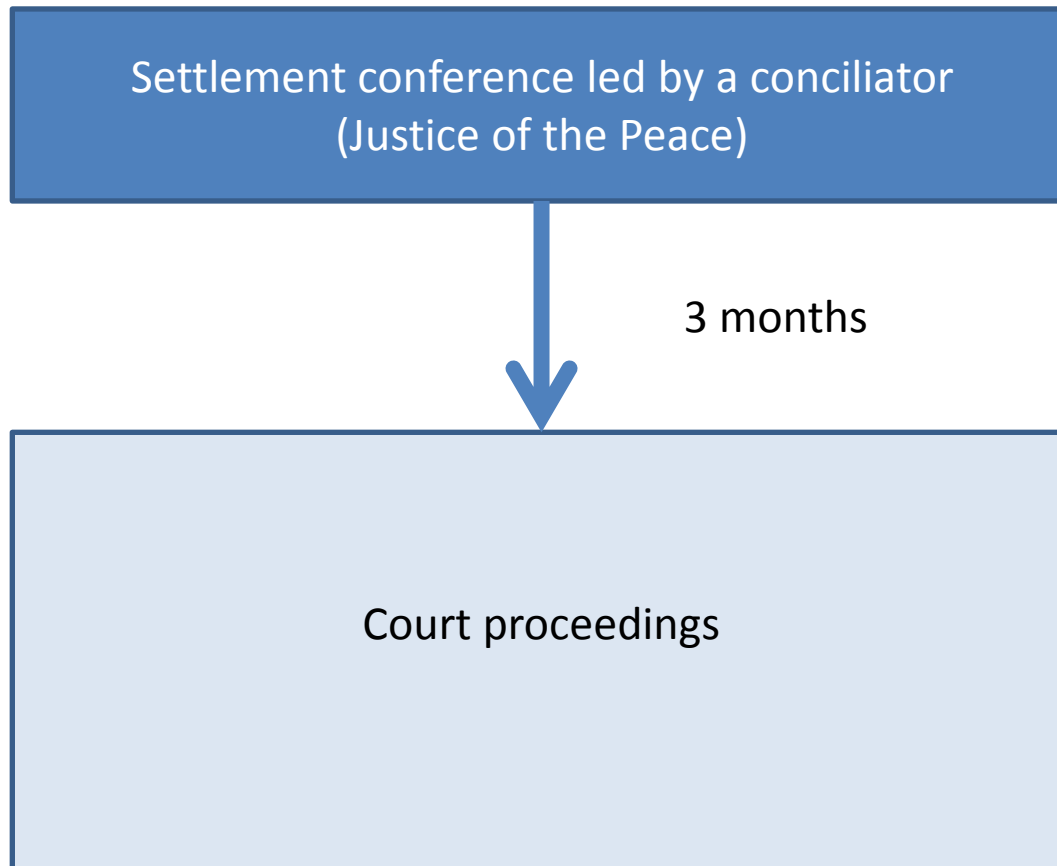 Settlement conference led by a conciliator
(Justice of the Peace)
3 months
Court proceedings